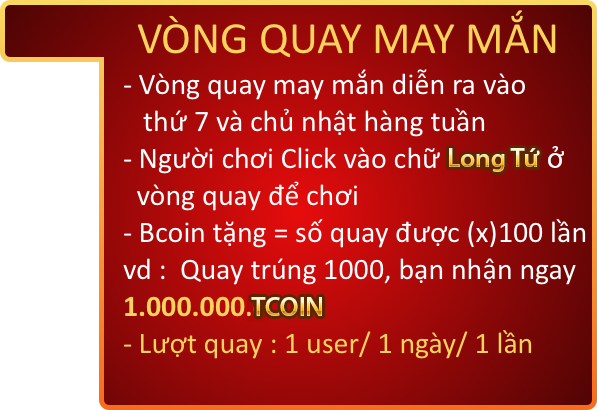 VÒNG QUAY MAY MẮN
- Vòng quay may mắn diễn ra vào
thứ 7 và chủ nhật hàng tuần
- Người chơi Click vào chữ Long Tứ ở
vòng quay để chơi
- Bcoin tặng = số quay được (x)100 lần
vd : Quay trúng 1000, bạn nhận ngay
1.000.000.TCOIN
- Lượt quay : 1 user/ 1 ngày/ 1 lần